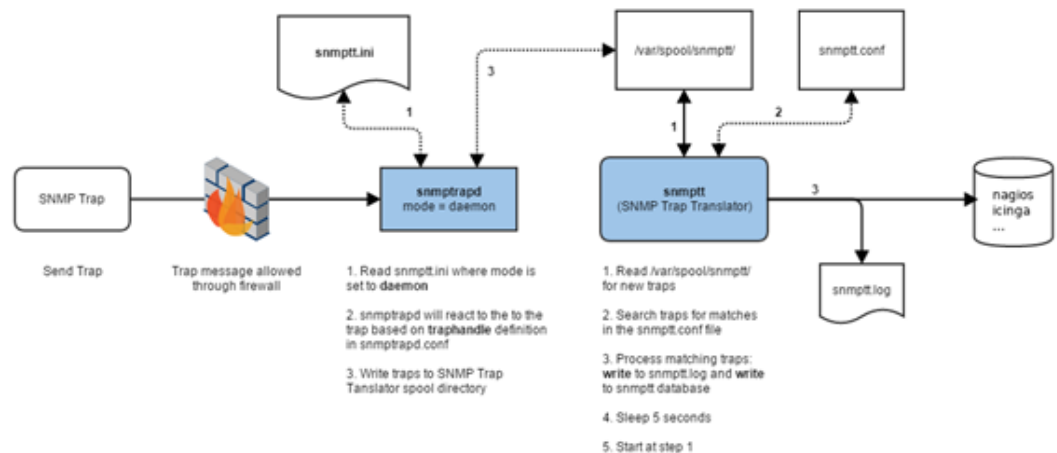 snmptt.ini
/var/spool/snmptt/
snmptt.conf
1
3
1
2
SNMP Trap
snmptrapd
mode = daemon
snmptt
(SNMP Trap Translator)
3
nagios
icinga
...
snmptt.log
Send Trap
Trap message allowed
through firewall
1. Read snmptt.ini where mode is
set to daemon
2. snmptrapd will react to the to the
trap based on traphandle definition
in snmptrapd.conf
3. Write traps to SNMP Trap
Tanslator spool directory
1. Read /var/spool/snmptt/
for new traps
2. Search traps for matches
in the snmptt.conf file
3. Process matching traps:
write to snmptt.log and write
to snmptt database
4. Sleep 5 seconds
5. Start at step 1